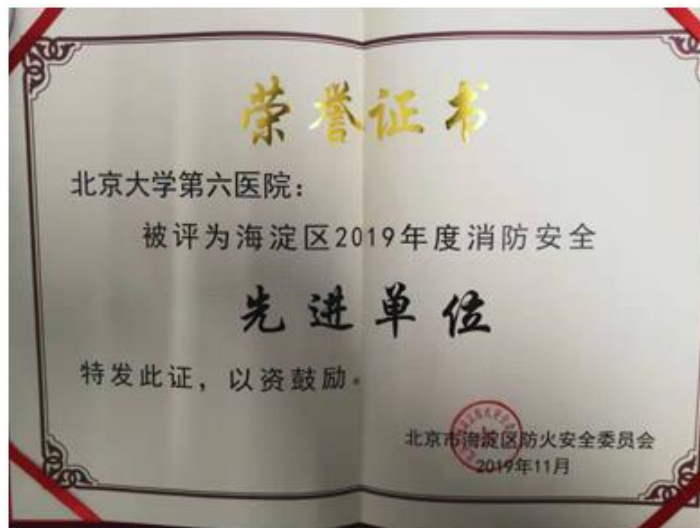 荣誉证书
北京大学第六医院：
被评为海淀区2019年度消防安全
先进单位
特发此证，以资鼓励。
北京市海淀区防火安全委员会
2019年11月